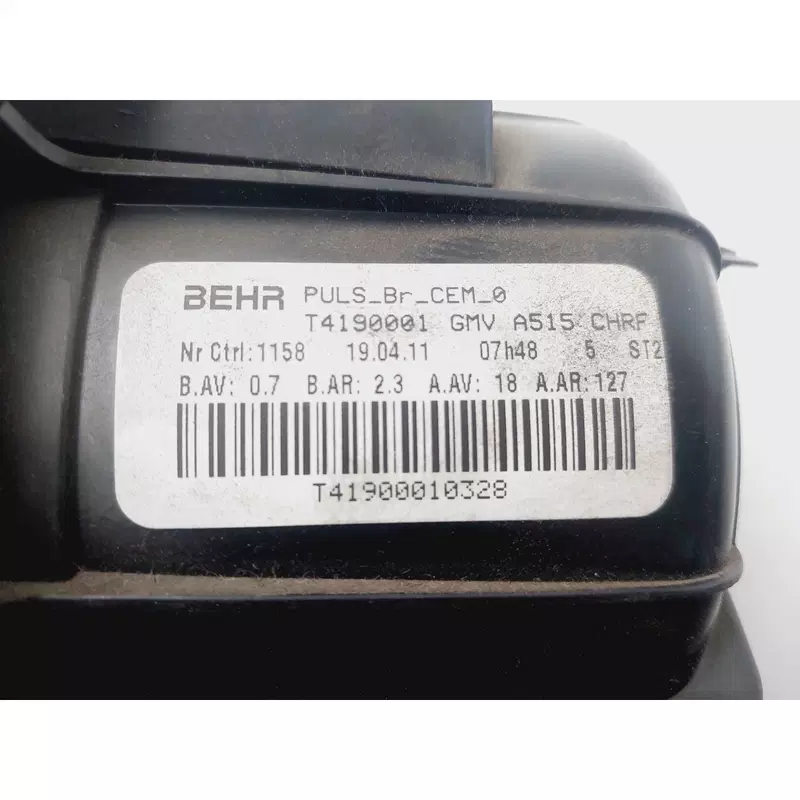 BEHR PULS_Br_CEM_0
T4190001 GMV A515 CHRF
Nr Ctrl:1158 19.04.11 07h48 5 ST2
B.AV: 0.7 B.AR: 2.3 A.AV: 18 A.AR:127
T41900010328